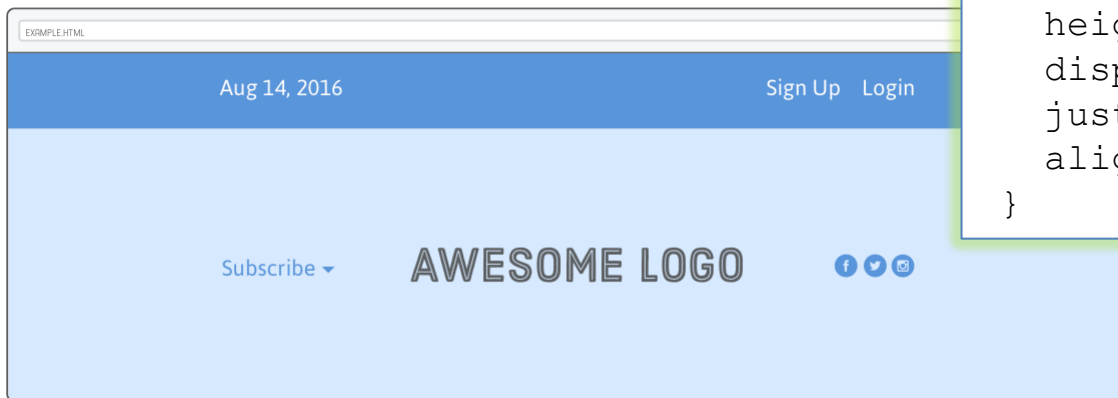 EXAMPLE.HTML
Aug 14, 2016
Sign Up Login
Subscribe
AWESOME LOGO
}